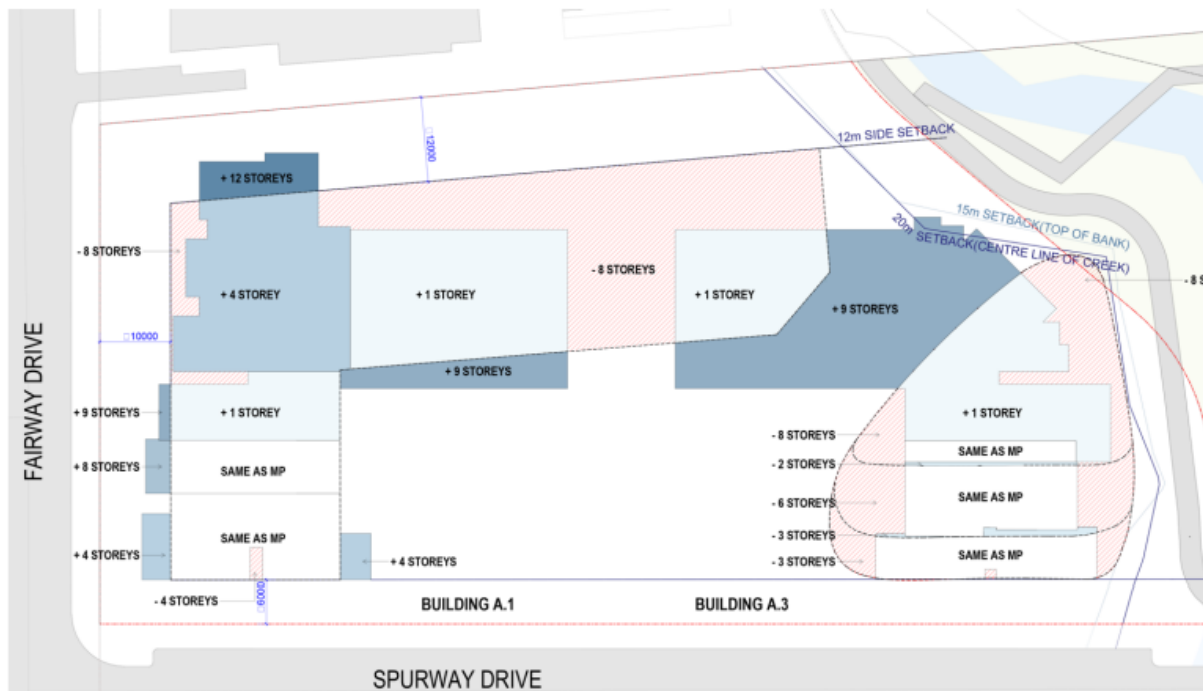 12m SIDE SETBACK
□12000
+ 12 STOREYS
15m SETBACK(TOP OF BANK)
20m SETBACK(CENTRE LINE OF CREEK)
- 8 STOREYS
- 8 STOREYS
- 8 S
+ 4 STOREY
+ 1 STOREY
+ 1 STOREY
+ 9 STOREYS
□10000
+ 9 STOREYS
FAIRWAY DRIVE
+ 9 STOREYS
+ 1 STOREY
+ 1 STOREY
- 8 STOREYS
SAME AS MP
+ 8 STOREYS
SAME AS MP
- 2 STOREYS
- 6 STOREYS
SAME AS MP
SAME AS MP
- 3 STOREYS
+ 4 STOREYS
+ 4 STOREYS
- 3 STOREYS
SAME AS MP
- 4 STOREYS
□6000
BUILDING A.1
BUILDING A.3
SPURWAY DRIVE